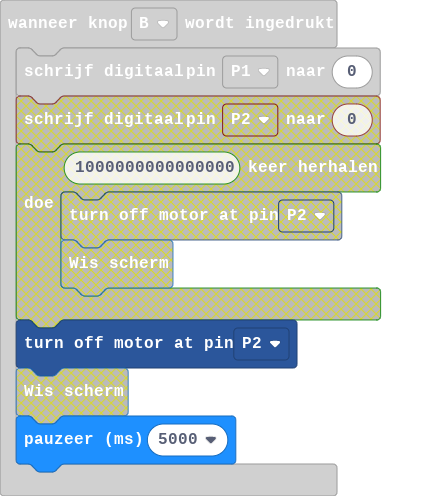 wanneer knop B wordt ingedrukt
schrijf digitaalpin P1 naar 0
schrijf digitaalpin P2 naar 0
1000000000000000 keer herhalen
doe
turn off motor at pin P2
Wis scherm
turn off motor at pin P2
Wis scherm
pauzeer (ms) 5000